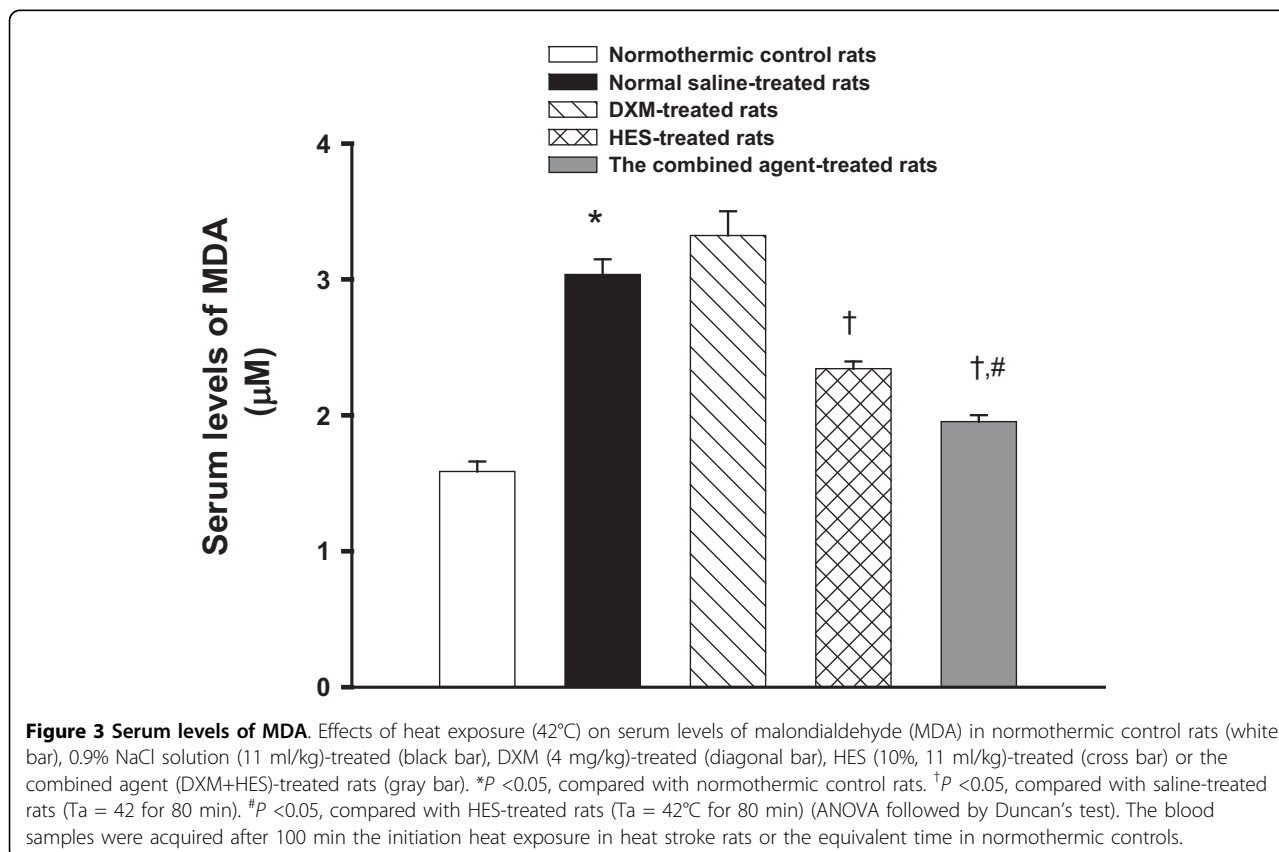 Normothermic control rats
Normal saline-treated rats
DXM-treated rats
HES-treated rats
The combined agent-treated rats
Serum levels of MDA
(μM)
4
3
2
1
0
*
†
†,#
Figure 3 Serum levels of MDA. Effects of heat exposure (42°C) on serum levels of malondialdehyde (MDA) in normothermic control rats (white
bar), 0.9% NaCl solution (11 ml/kg)-treated (black bar), DXM (4 mg/kg)-treated (diagonal bar), HES (10%, 11 ml/kg)-treated (cross bar) or the
combined agent (DXM+HES)-treated rats (gray bar). *P <0.05, compared with normothermic control rats. †P <0.05, compared with saline-treated
rats (Ta = 42 for 80 min). #P <0.05, compared with HES-treated rats (Ta = 42°C for 80 min) (ANOVA followed by Duncan's test). The blood
samples were acquired after 100 min the initiation heat exposure in heat stroke rats or the equivalent time in normothermic controls.